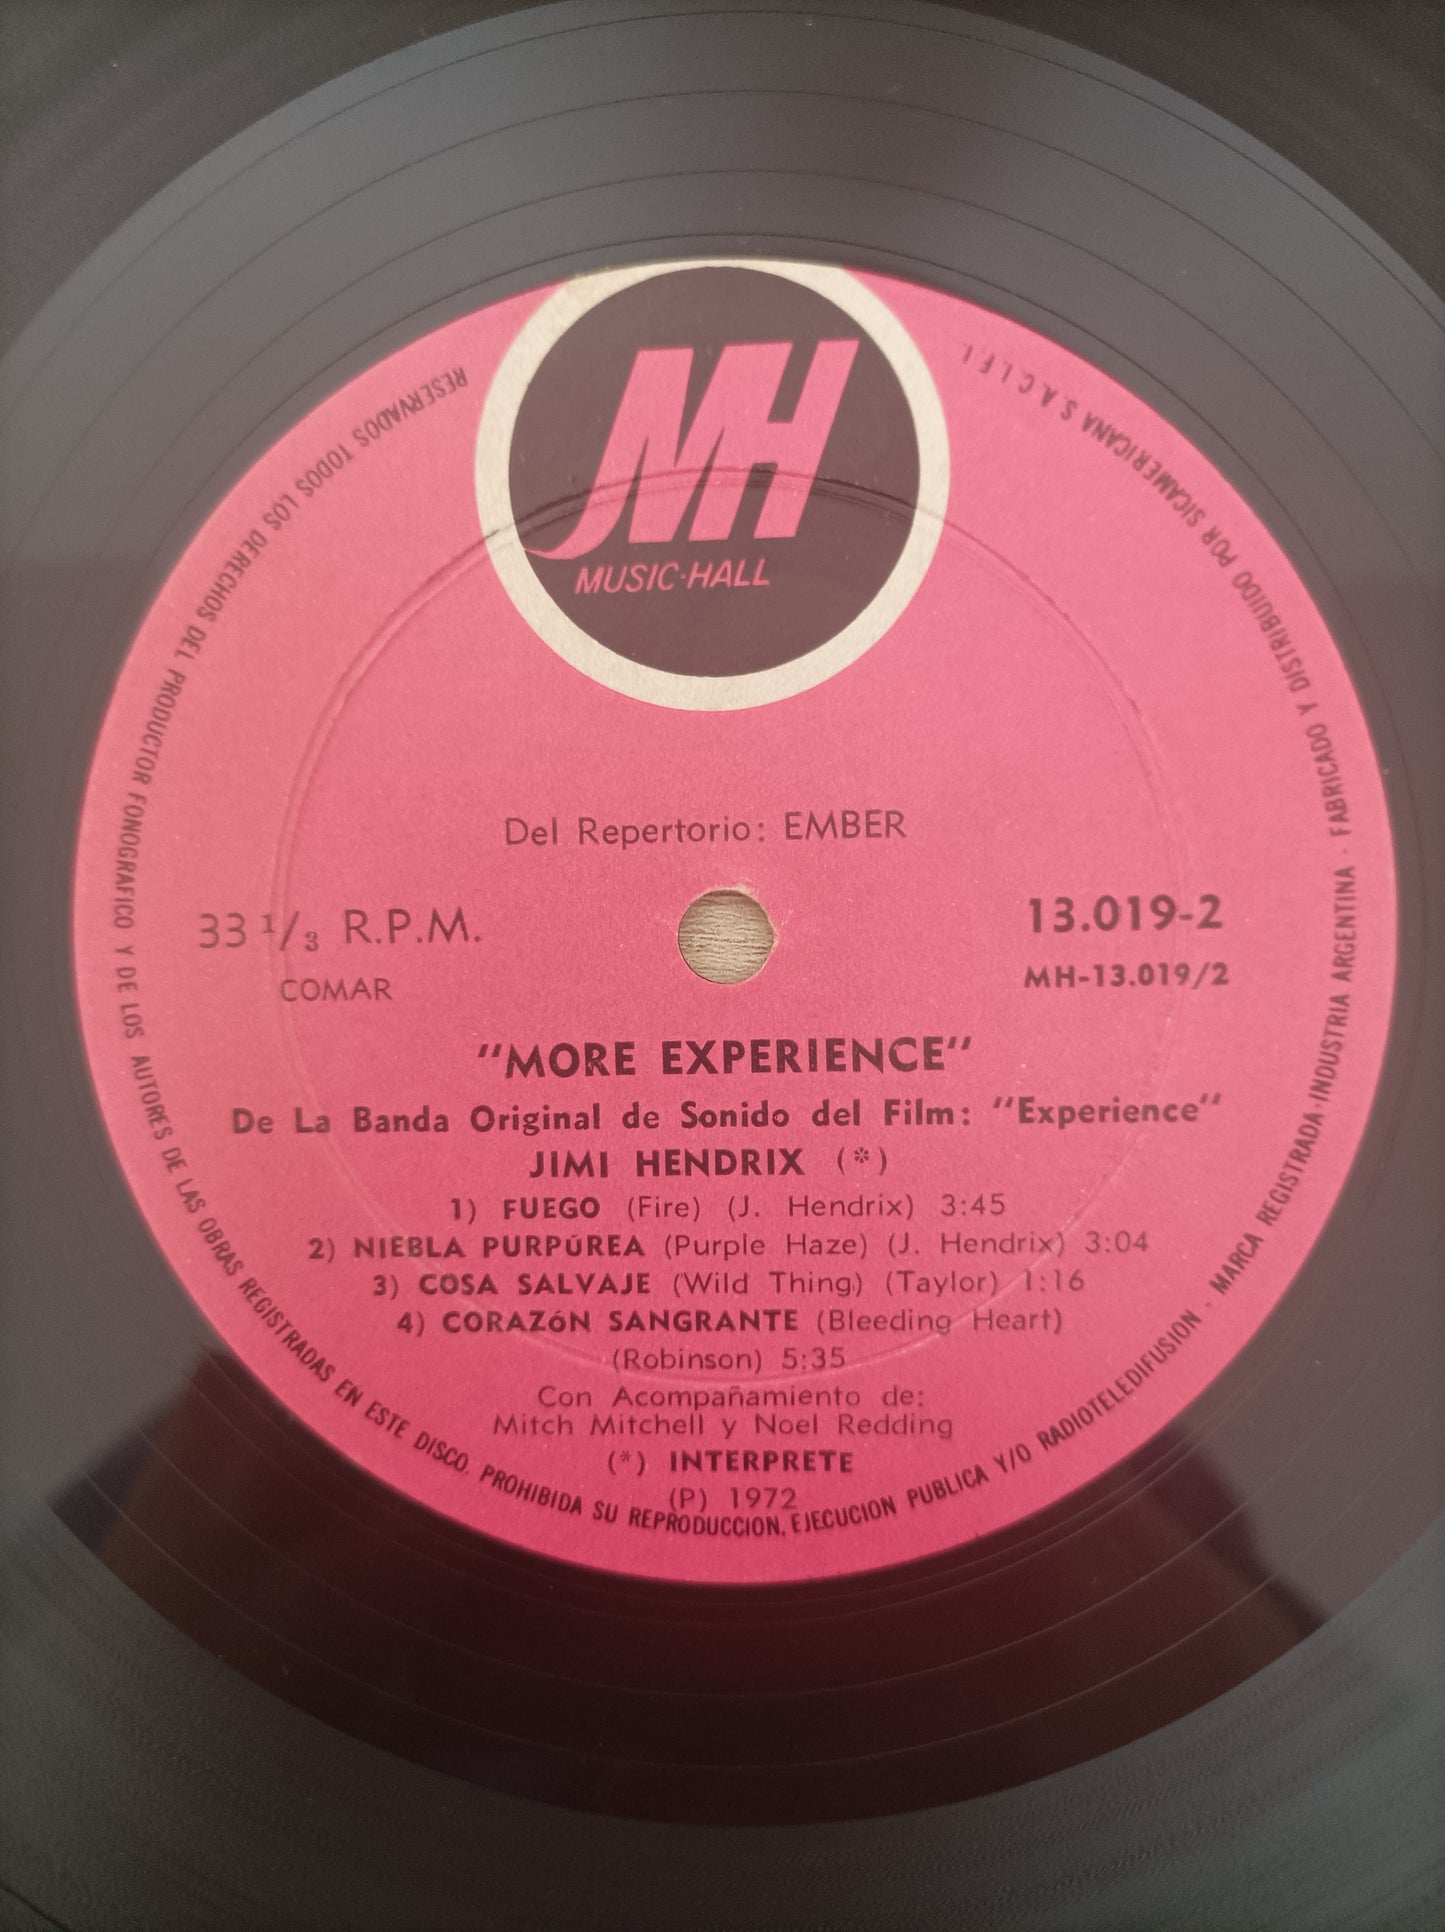 MH
MUSIC·HALL
Del Repertorio: EMBER
33 1/3 R.P.M.
COMAR
13.019-2
MH-13.019/2
"MORE EXPERIENCE"
De La Banda Original de Sonido del Film: "Experience"
JIMI HENDRIX (*)
1) FUEGO (Fire) (J. Hendrix) 3:45
2) NIEBLA PURPÚREA (Purple Haze) (J. Hendrix) 3:04
3) COSA SALVAJE (Wild Thing) (Taylor) 1:16
4) CORAZóN SANGRANTE (Bleeding Heart)
(Robinson) 5:35
Con Acompañamiento de:
Mitch Mitchell y Noel Redding
(*) INTERPRETE
(P) 1972
RESERVADOS TODOS LOS DERECHOS DEL PRODUCTOR FONOGRAFICO Y DE LOS AUTORES DE LAS OBRAS REGISTRADAS EN ESTE DISCO. PROHIBIDA SU REPRODUCCION, EJECUCION PUBLICA Y/O RADIOTELEDIFUSION . MARCA REGISTRADA·INDUSTRIA ARGENTINA · FABRICADO Y DISTRIBUIDO POR SICAMERICANA S.A.C.I.F.I.